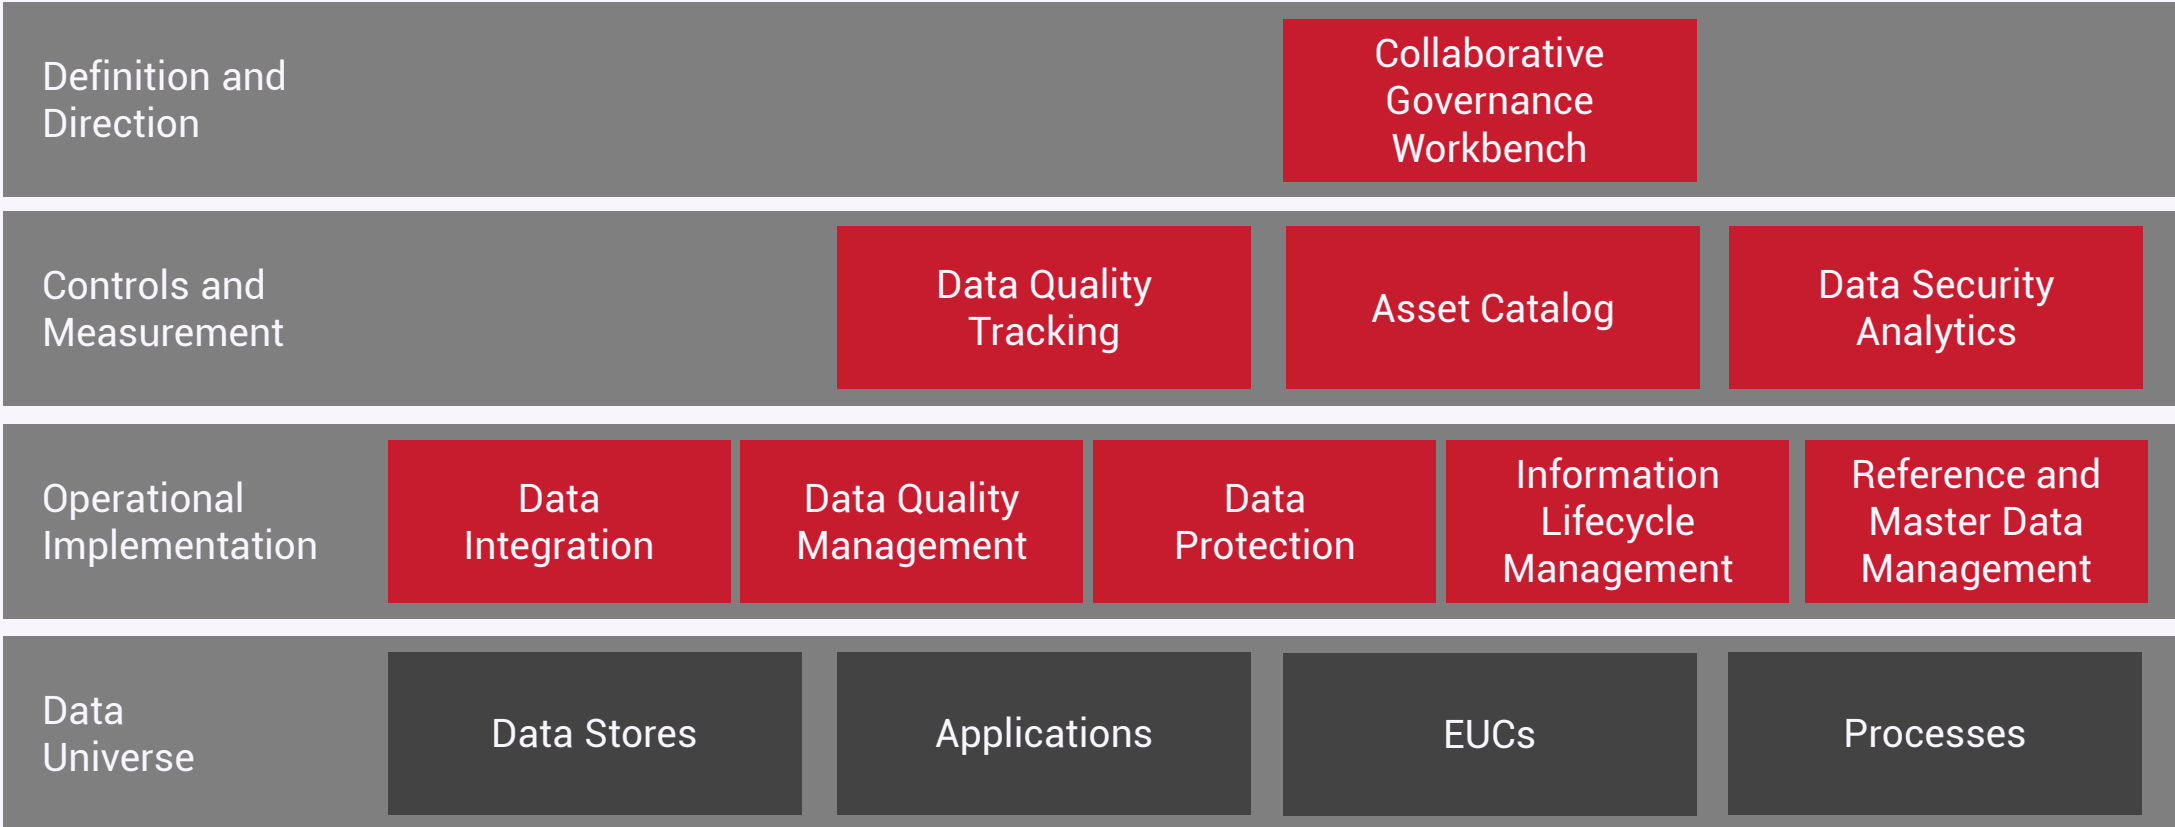 Definition and
Direction
Collaborative
Governance
Workbench
Controls and
Measurement
Data Quality
Tracking
Asset Catalog
Data Security
Analytics
Operational
Implementation
Data
Integration
Data Quality
Management
Data
Protection
Information
Lifecycle
Management
Reference and
Master Data
Management
Data
Universe
Data Stores
Applications
EUCs
Processes